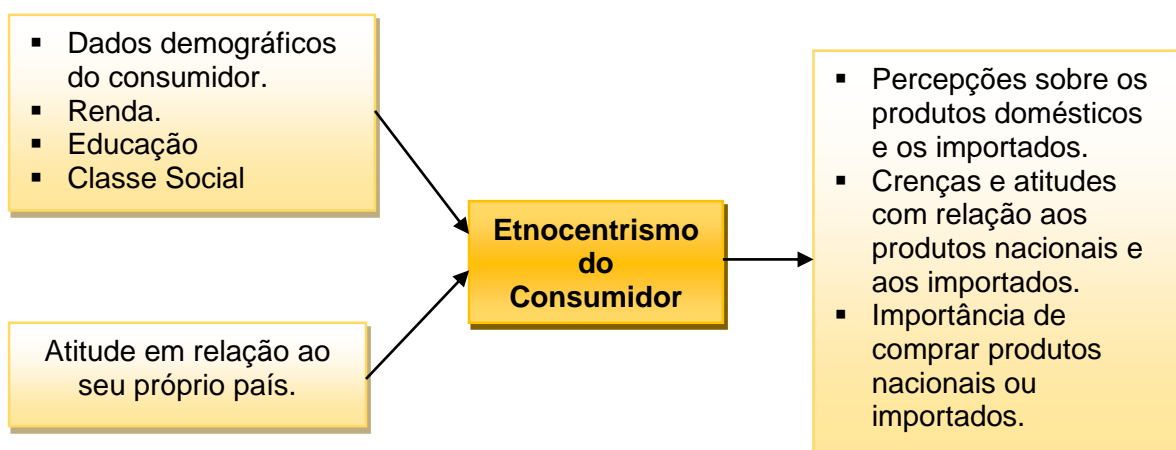 ▪ Dados demográficos
do consumidor.
▪ Renda.
▪ Educação
▪ Classe Social
Atitude em relação ao
seu próprio país.
Etnocentrismo
do
Consumidor
▪ Percepções sobre os
produtos domésticos
e os importados.
▪ Crenças e atitudes
com relação aos
produtos nacionais e
aos importados.
▪ Importância de
comprar produtos
nacionais ou
importados.